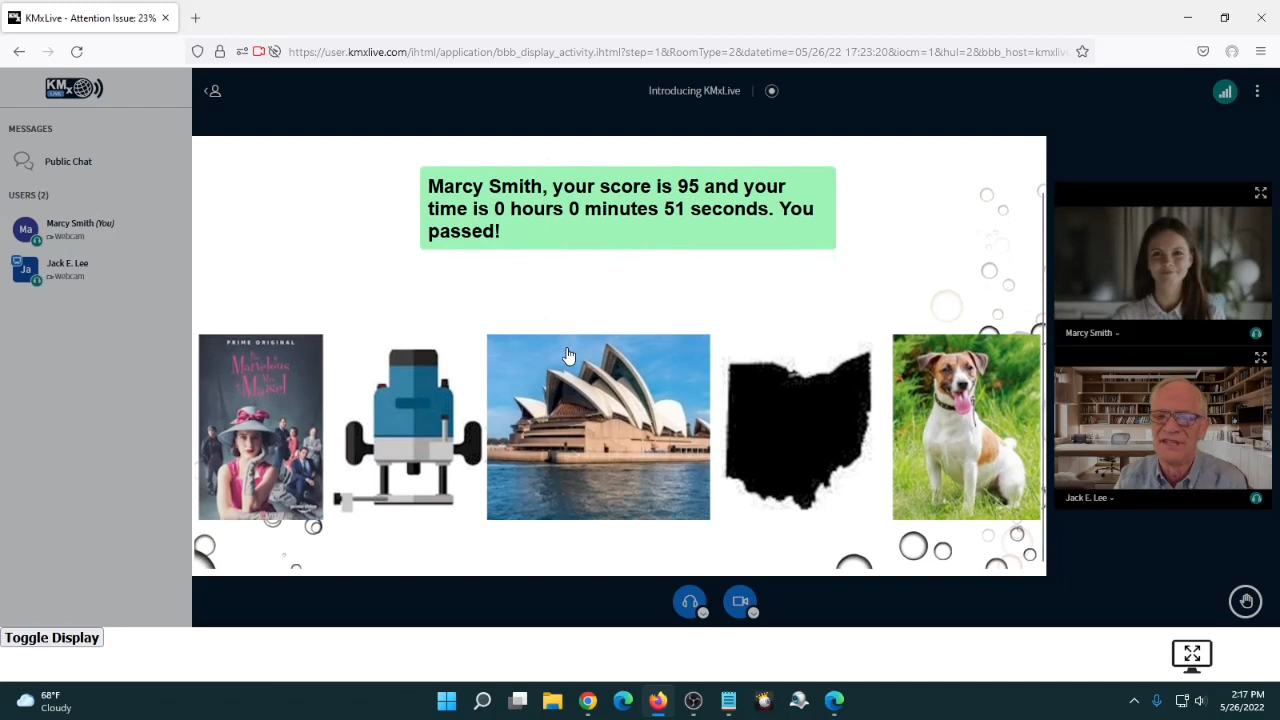 KMxLive - Attention Issue: 23%
https://user.kmxlive.com/ihtml/application/bbb_display_activity.ihtml?step=1&RoomType=2&datetime=05/26/22 17:23:20&iocm=1&hul=2&bbb_host=kmxliv
KMx
LIVE
Introducing KMxLive
MESSAGES
Public Chat
USERS (2)
Ma
Marcy Smith (You)
Webcam
Ja
Jack E. Lee
Webcam
Marcy Smith, your score is 95 and your
time is 0 hours 0 minutes 51 seconds. You
passed!
PRIME ORIGINAL
The
Marvelous
Mrs
Maisel
prime video
Marcy Smith
Jack E. Lee
Toggle Display
68°F
Cloudy
2:17 PM
5/26/2022